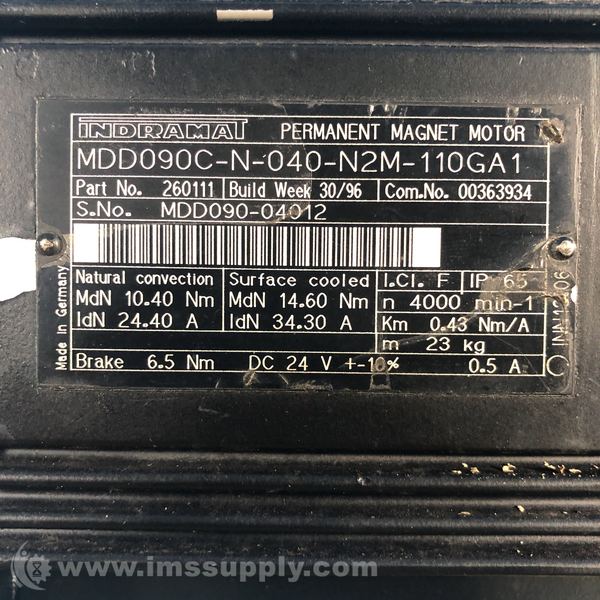 INDRAMAT PERMANENT MAGNET MOTOR
MDD090C-N-040-N2M-110GA1
Part No. 260111 Build Week 30/96 Com.No. 00363934
S.No. MDD090-04012
Natural convection Surface cooled I.Cl. F IP 65
MdN 10.40 Nm MdN 14.60 Nm n 4000 min-1
IdN 24.40 A IdN 34.30 A Km 0.43 Nm/A
m 23 kg
Brake 6.5 Nm DC 24 V +-10% 0.5 A
Made in Germany
www.imssupply.com